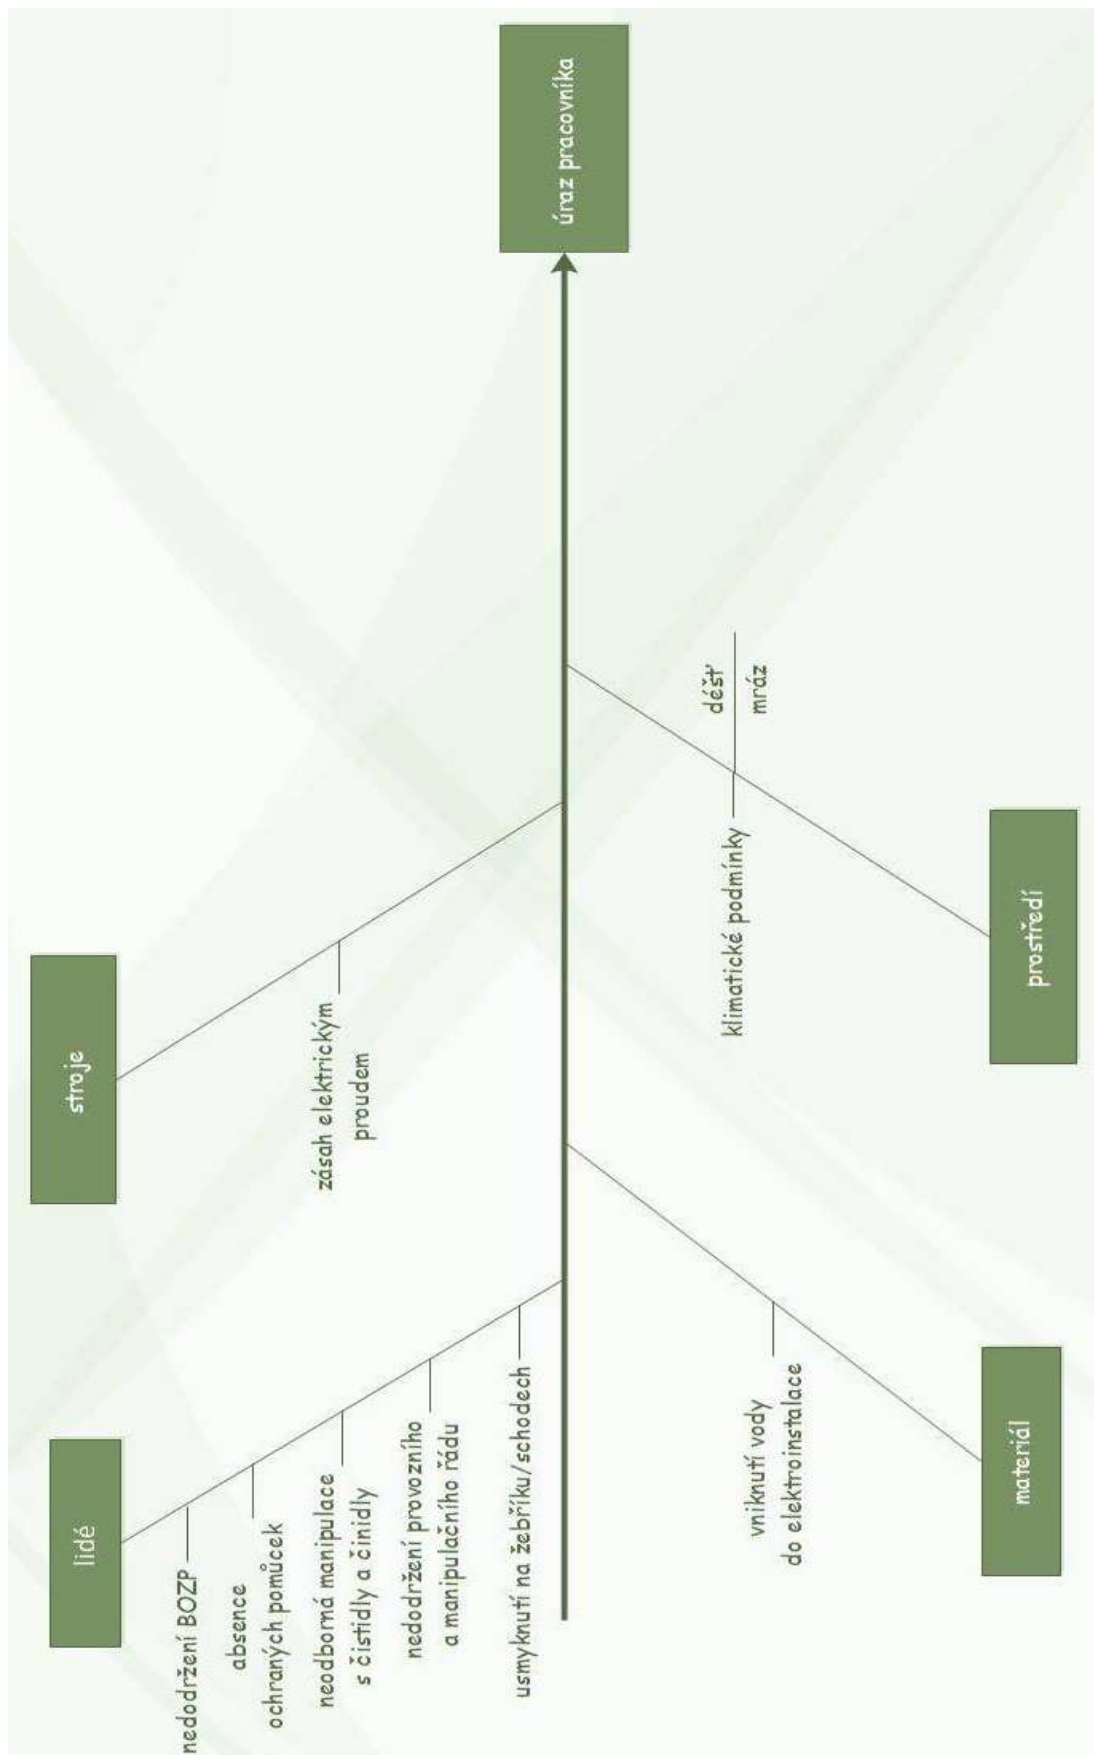 lidé
nedodržení BOZP
absence
ochraných pomůcek
neodborná manipulace
s čistidly a činidly
nedodržení provozního
a manipulačního řádu
usmyknutí na žebříku/schodech
stroje
zásah elektrickým
proudem
úraz pracovníka
materiál
vniknutí vody
do elektroinstalace
prostředí
klimatické podmínky
déšť
mráz